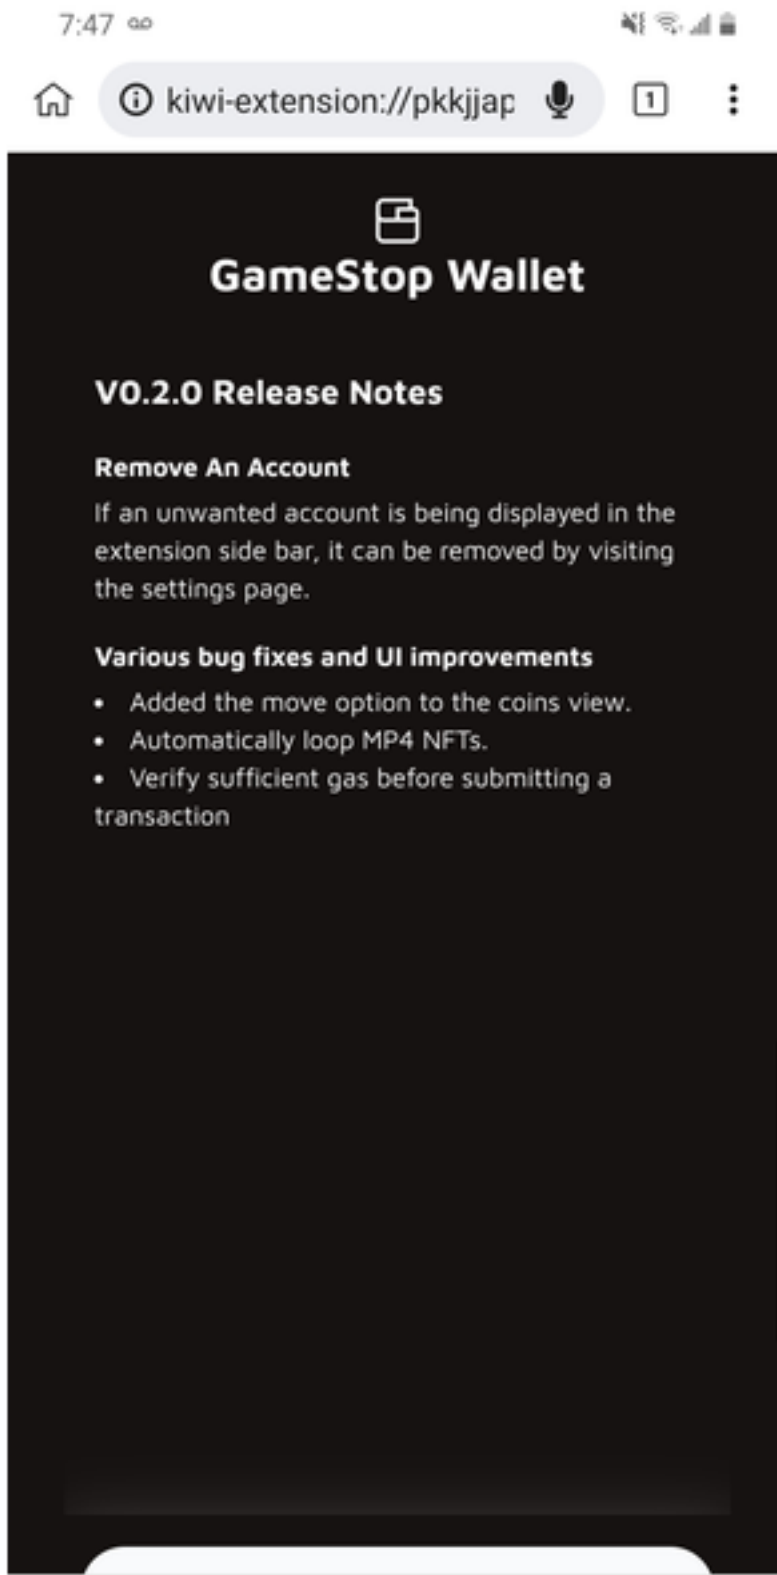 7:47
kiwi-extension://pkkjjap
1
GameStop Wallet
V0.2.0 Release Notes
Remove An Account
If an unwanted account is being displayed in the
extension side bar, it can be removed by visiting
the settings page.
Various bug fixes and UI improvements
• Added the move option to the coins view.
• Automatically loop MP4 NFTs.
• Verify sufficient gas before submitting a
transaction